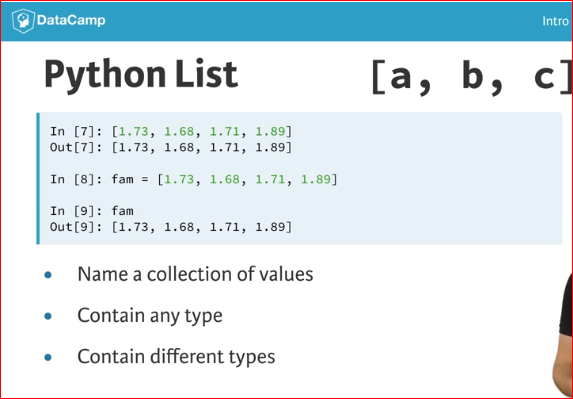 DataCamp
Intro
Python List
[a, b, c]
In [7]: [1.73, 1.68, 1.71, 1.89]
Out[7]: [1.73, 1.68, 1.71, 1.89]
In [8]: fam = [1.73, 1.68, 1.71, 1.89]
In [9]: fam
Out[9]: [1.73, 1.68, 1.71, 1.89]
• Name a collection of values
• Contain any type
• Contain different types